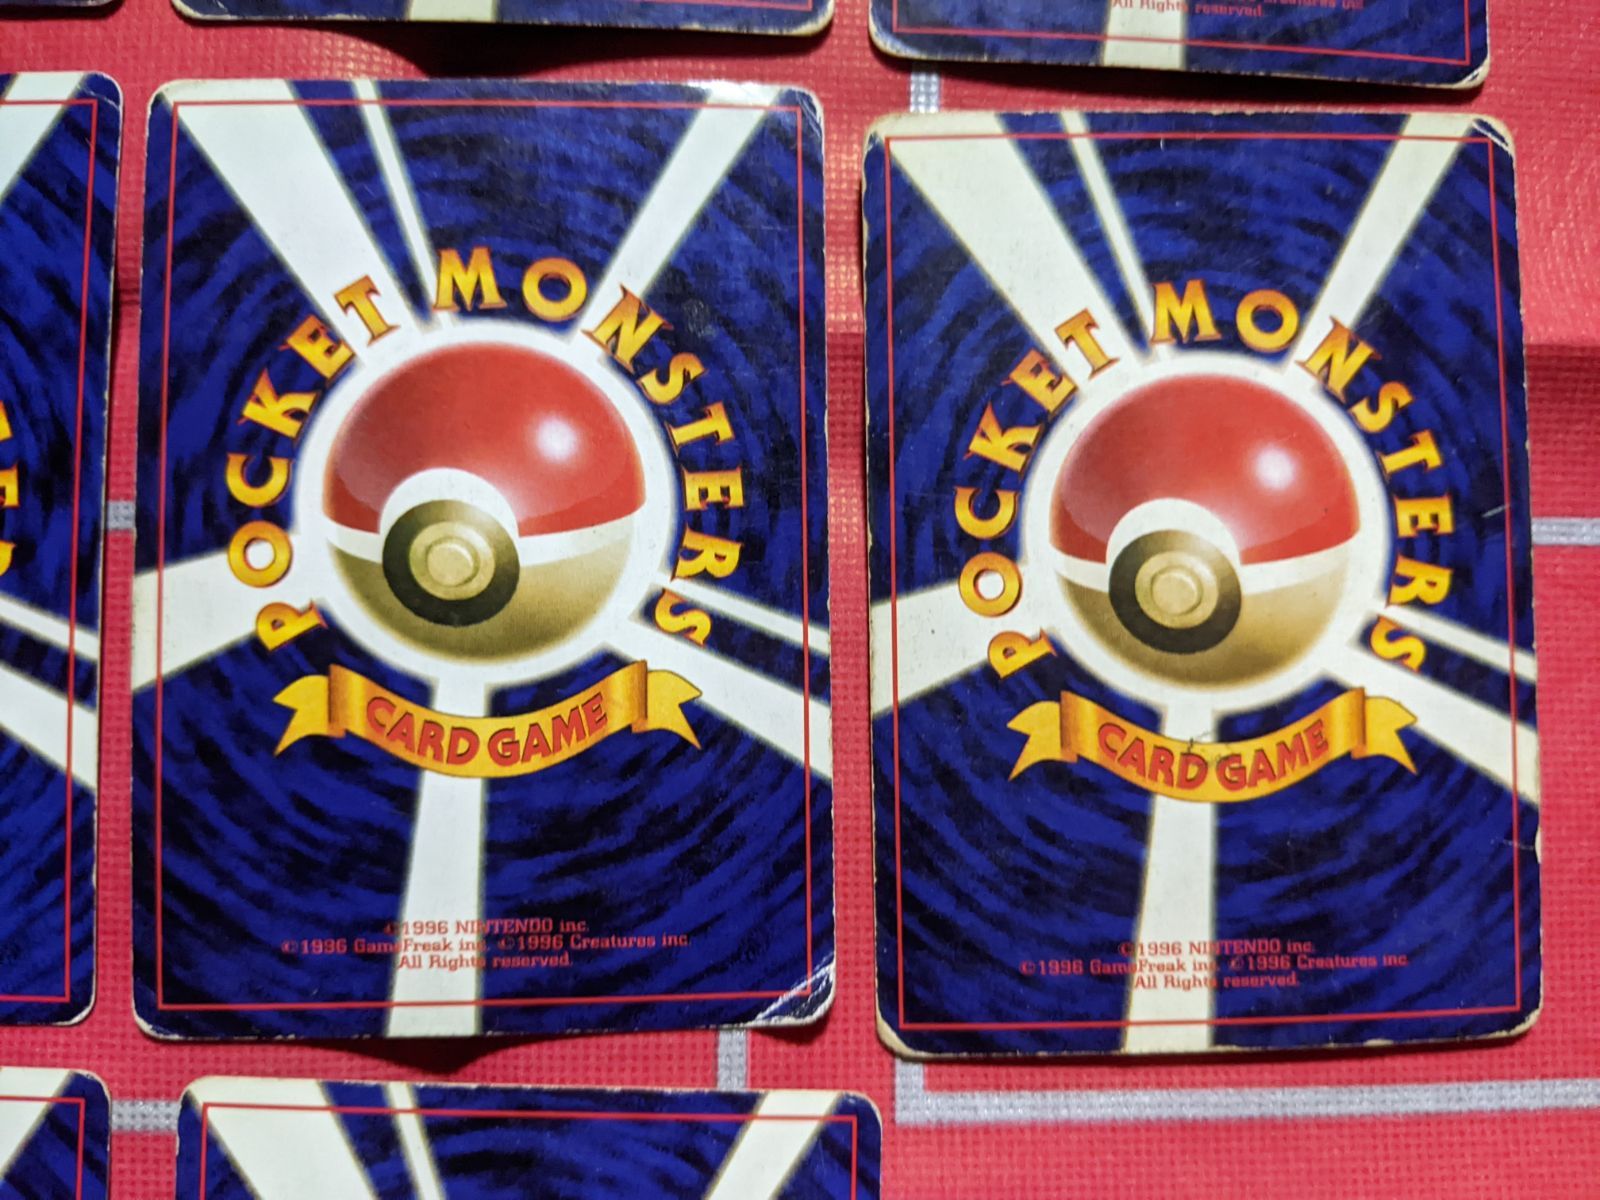 All Rights reserved.
POCKET MONSTERS
CARD GAME
©1996 NINTENDO inc.
©1996 GameFreak inc. ©1996 Creatures inc.
All Rights reserved.
POCKET MONSTERS
CARD GAME
©1996 NINTENDO inc.
©1996 GameFreak inc. ©1996 Creatures inc.
All Rights reserved.